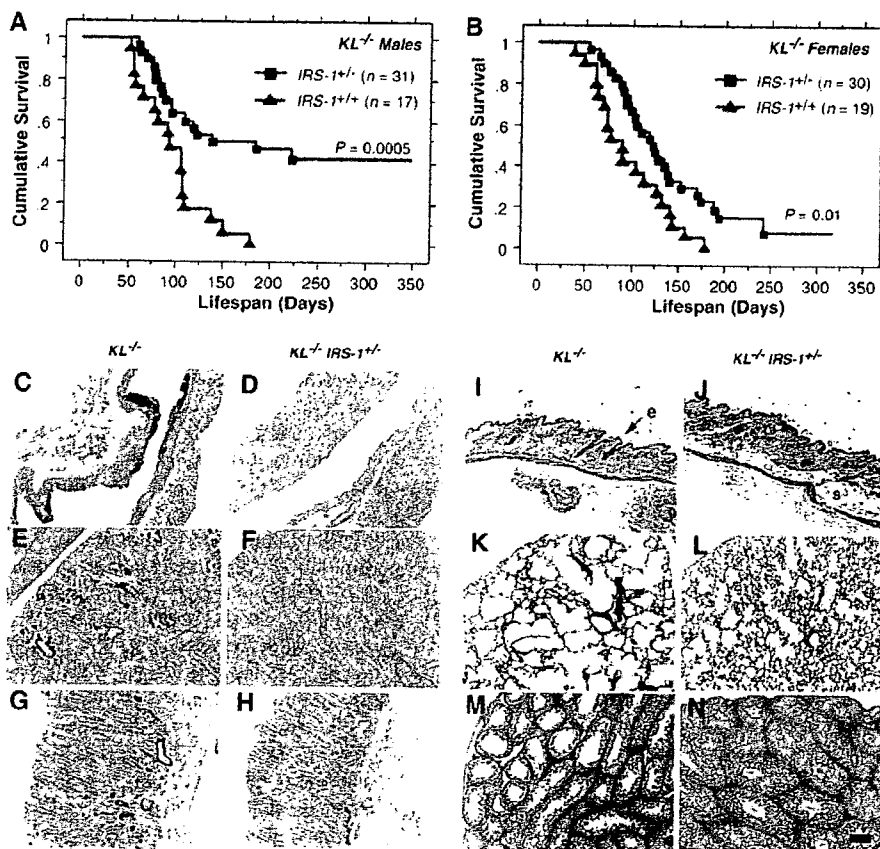 A
KL-/- Males
IRS-1+/- (n = 31)
IRS-1+/+ (n = 17)
P = 0.0005
Cumulative Survival
1
.8
.6
.4
.2
0
0 50 100 150 200 250 300 350
Lifespan (Days)
B
KL-/- Females
IRS-1+/- (n = 30)
IRS-1+/+ (n = 19)
P = 0.01
Cumulative Survival
1
.8
.6
.4
.2
0
0 50 100 150 200 250 300 350
Lifespan (Days)
KL-/-
KL-/- IRS-1+/-
KL-/-
KL-/- IRS-1+/-
C
D
I
e
J
s
E
F
K
L
G
H
M
N